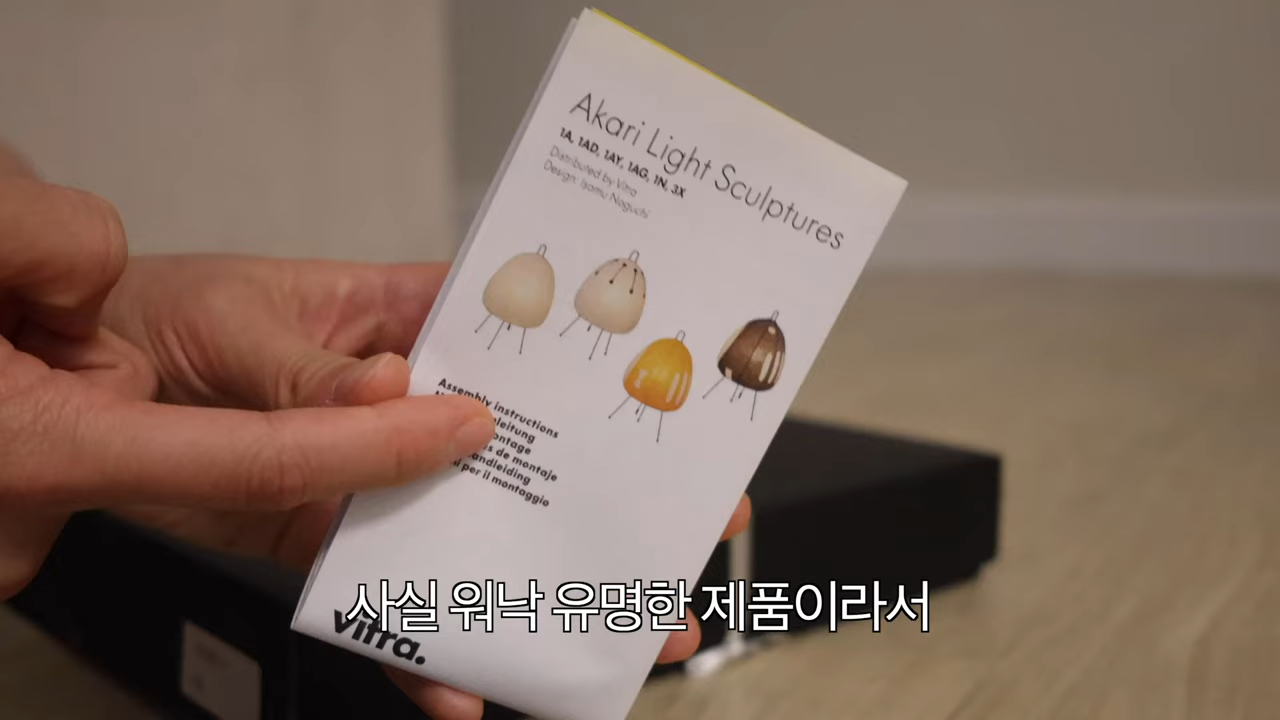 Akari Light Sculptures
1A, 1AD, 1AY, 1AG, 1N, 3X
Distributed by Vitra
Design: Isamu Noguchi
Assembly instructions
leitung
ontage
de montaje
andleiding
per il montaggio
사실 워낙 유명한 제품이라서
vitra.